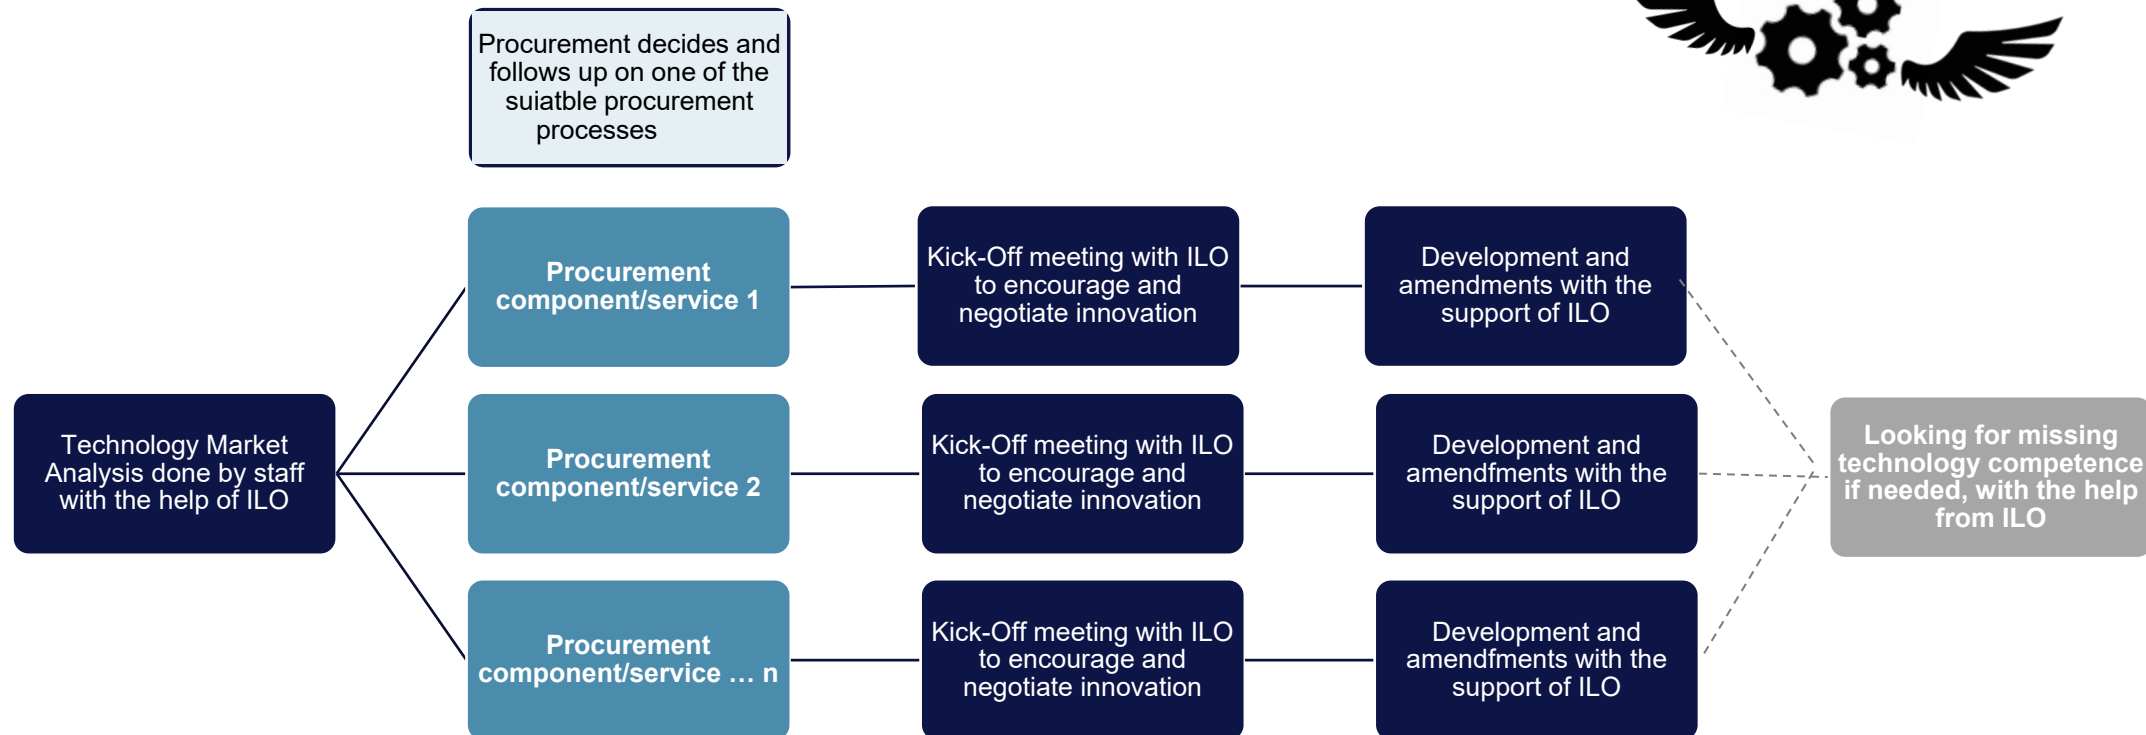 Procurement decides and
follows up on one of the
suiatble procurement
processes
Procurement
component/service 1
Kick-Off meeting with ILO
to encourage and
negotiate innovation
Development and
amendments with the
support of ILO
Technology Market
Analysis done by staff
with the help of ILO
Procurement
component/service 2
Kick-Off meeting with ILO
to encourage and
negotiate innovation
Development and
amendfments with the
support of ILO
Looking for missing
technology competence
if needed, with the help
from ILO
Procurement
component/service … n
Kick-Off meeting with ILO
to encourage and
negotiate innovation
Development and
amendfments with the
support of ILO